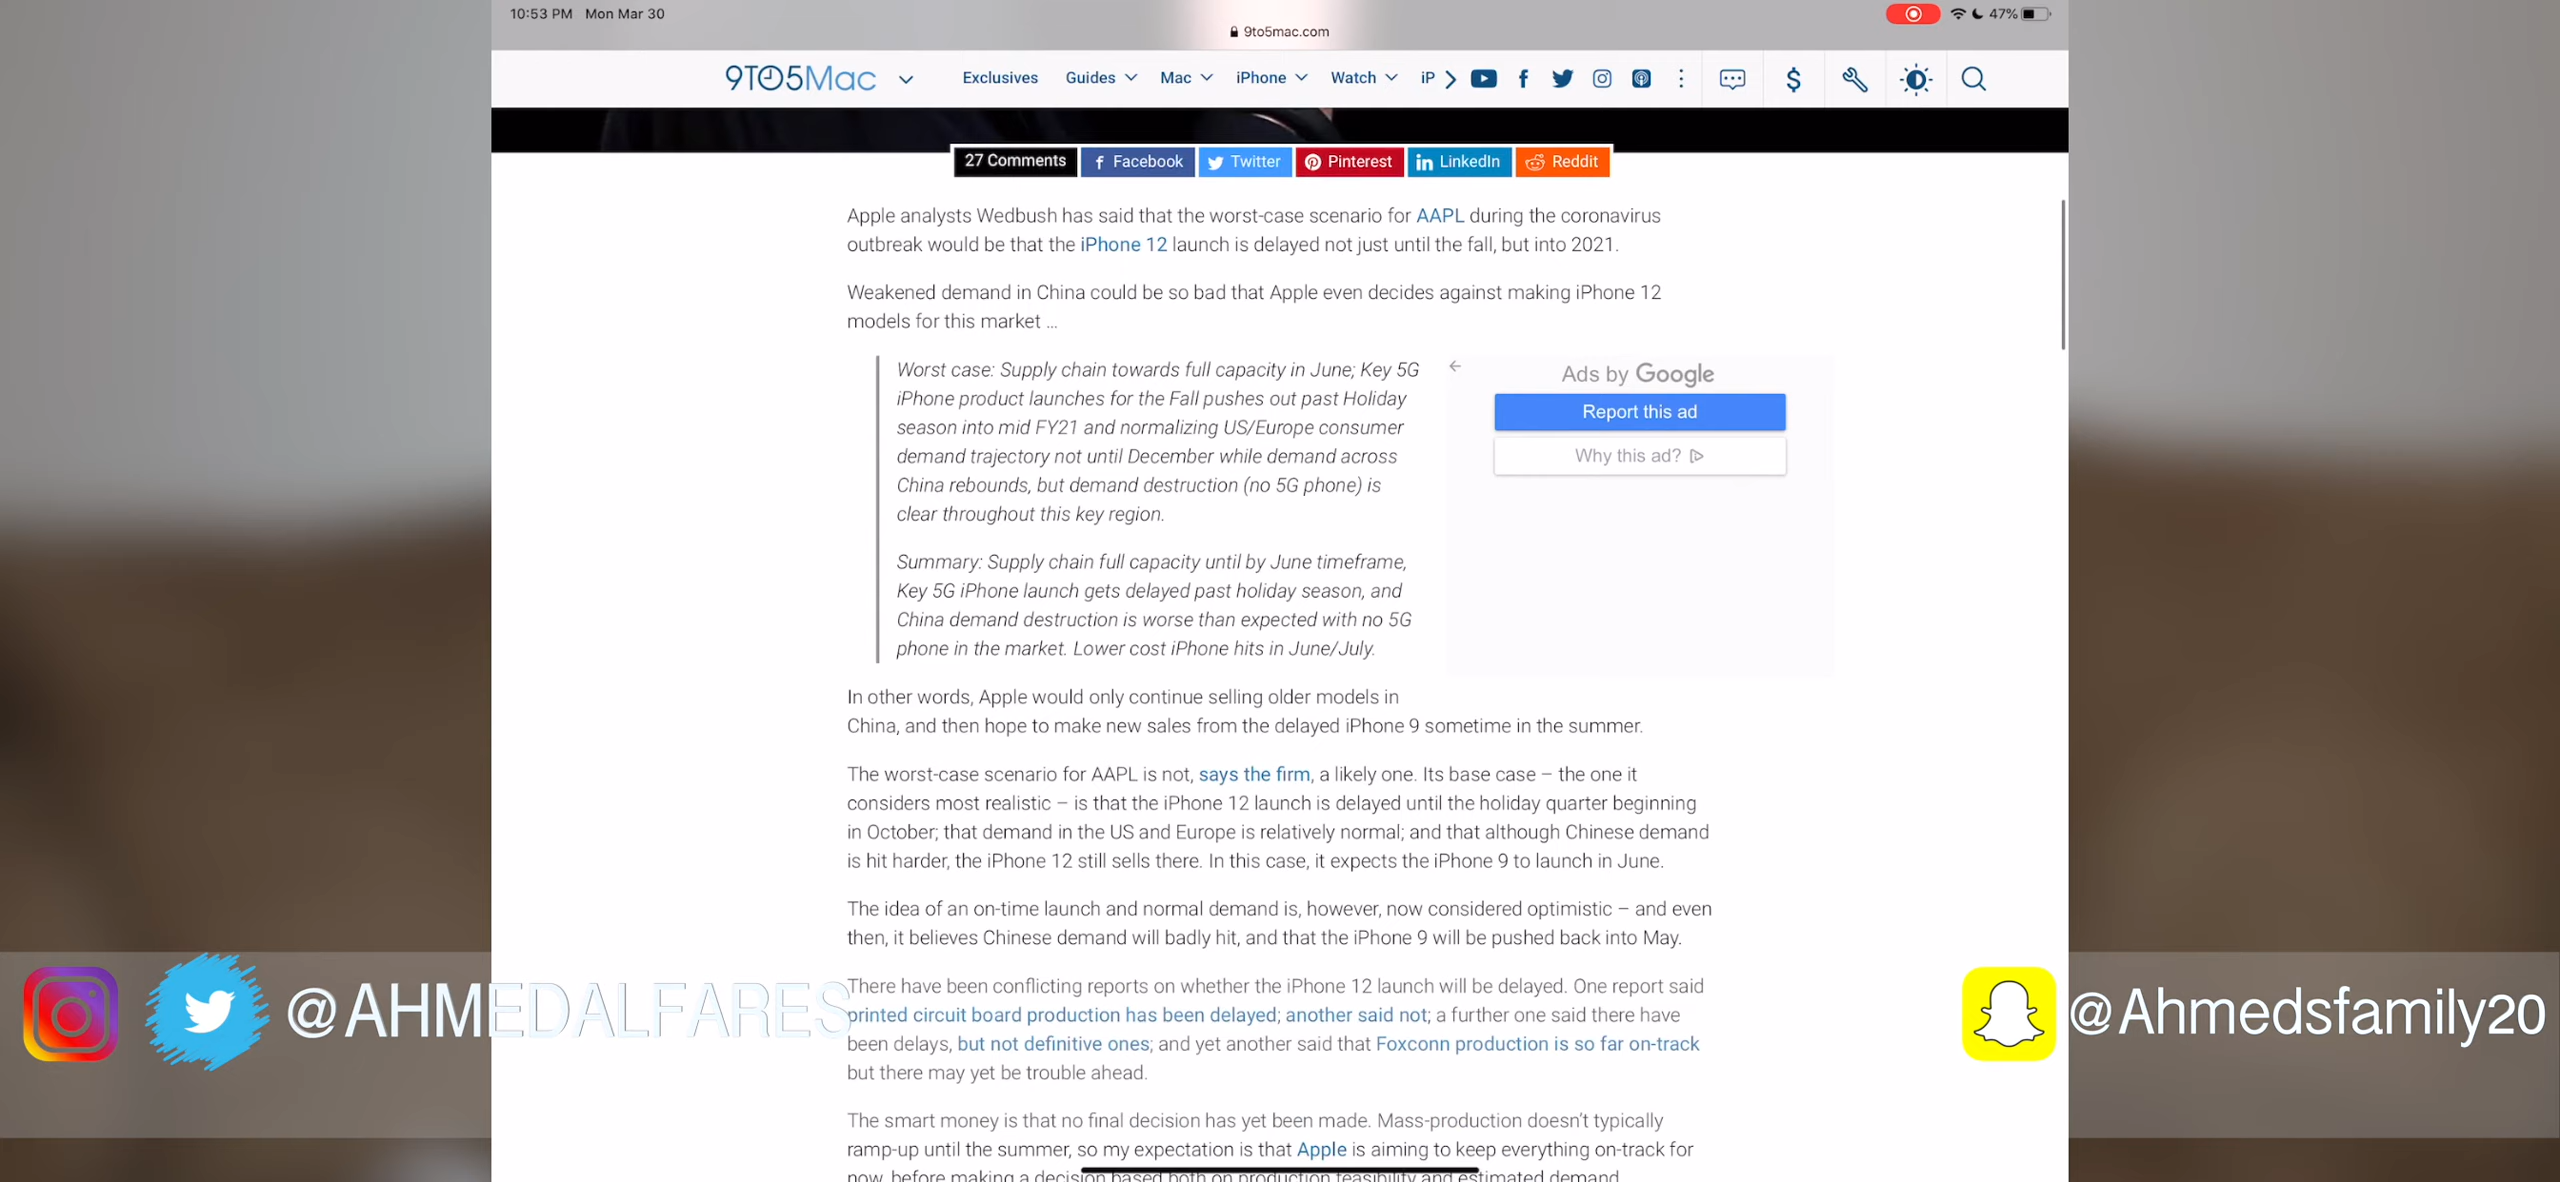 10:53 PM Mon Mar 30
47%
9to5mac.com
9TO5Mac
Exclusives Guides Mac iPhone Watch iP
27 Comments Facebook Twitter Pinterest LinkedIn Reddit
Apple analysts Wedbush has said that the worst-case scenario for AAPL during the coronavirus
outbreak would be that the iPhone 12 launch is delayed not just until the fall, but into 2021.
Weakened demand in China could be so bad that Apple even decides against making iPhone 12
models for this market ...
Worst case: Supply chain towards full capacity in June; Key 5G
iPhone product launches for the Fall pushes out past Holiday
season into mid FY21 and normalizing US/Europe consumer
demand trajectory not until December while demand across
China rebounds, but demand destruction (no 5G phone) is
clear throughout this key region.
Summary: Supply chain full capacity until by June timeframe,
Key 5G iPhone launch gets delayed past holiday season, and
China demand destruction is worse than expected with no 5G
phone in the market. Lower cost iPhone hits in June/July.
Ads by Google
Report this ad
Why this ad?
In other words, Apple would only continue selling older models in
China, and then hope to make new sales from the delayed iPhone 9 sometime in the summer.
The worst-case scenario for AAPL is not, says the firm, a likely one. Its base case – the one it
considers most realistic – is that the iPhone 12 launch is delayed until the holiday quarter beginning
in October; that demand in the US and Europe is relatively normal; and that although Chinese demand
is hit harder, the iPhone 12 still sells there. In this case, it expects the iPhone 9 to launch in June.
The idea of an on-time launch and normal demand is, however, now considered optimistic – and even
then, it believes Chinese demand will badly hit, and that the iPhone 9 will be pushed back into May.
There have been conflicting reports on whether the iPhone 12 launch will be delayed. One report said
printed circuit board production has been delayed; another said not; a further one said there have
been delays, but not definitive ones; and yet another said that Foxconn production is so far on-track
but there may yet be trouble ahead.
The smart money is that no final decision has yet been made. Mass-production doesn't typically
ramp-up until the summer, so my expectation is that Apple is aiming to keep everything on-track for
now, before making a decision based both on production feasibility and estimated demand.
@AHMEDALFARES
@Ahmedsfamily20